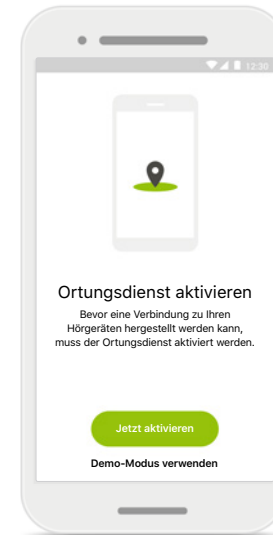 12:30
Ortungsdienst aktivieren
Bevor eine Verbindung zu Ihren
Hörgeräten hergestellt werden kann,
muss der Ortungsdienst aktiviert werden.
Jetzt aktivieren
Demo-Modus verwenden